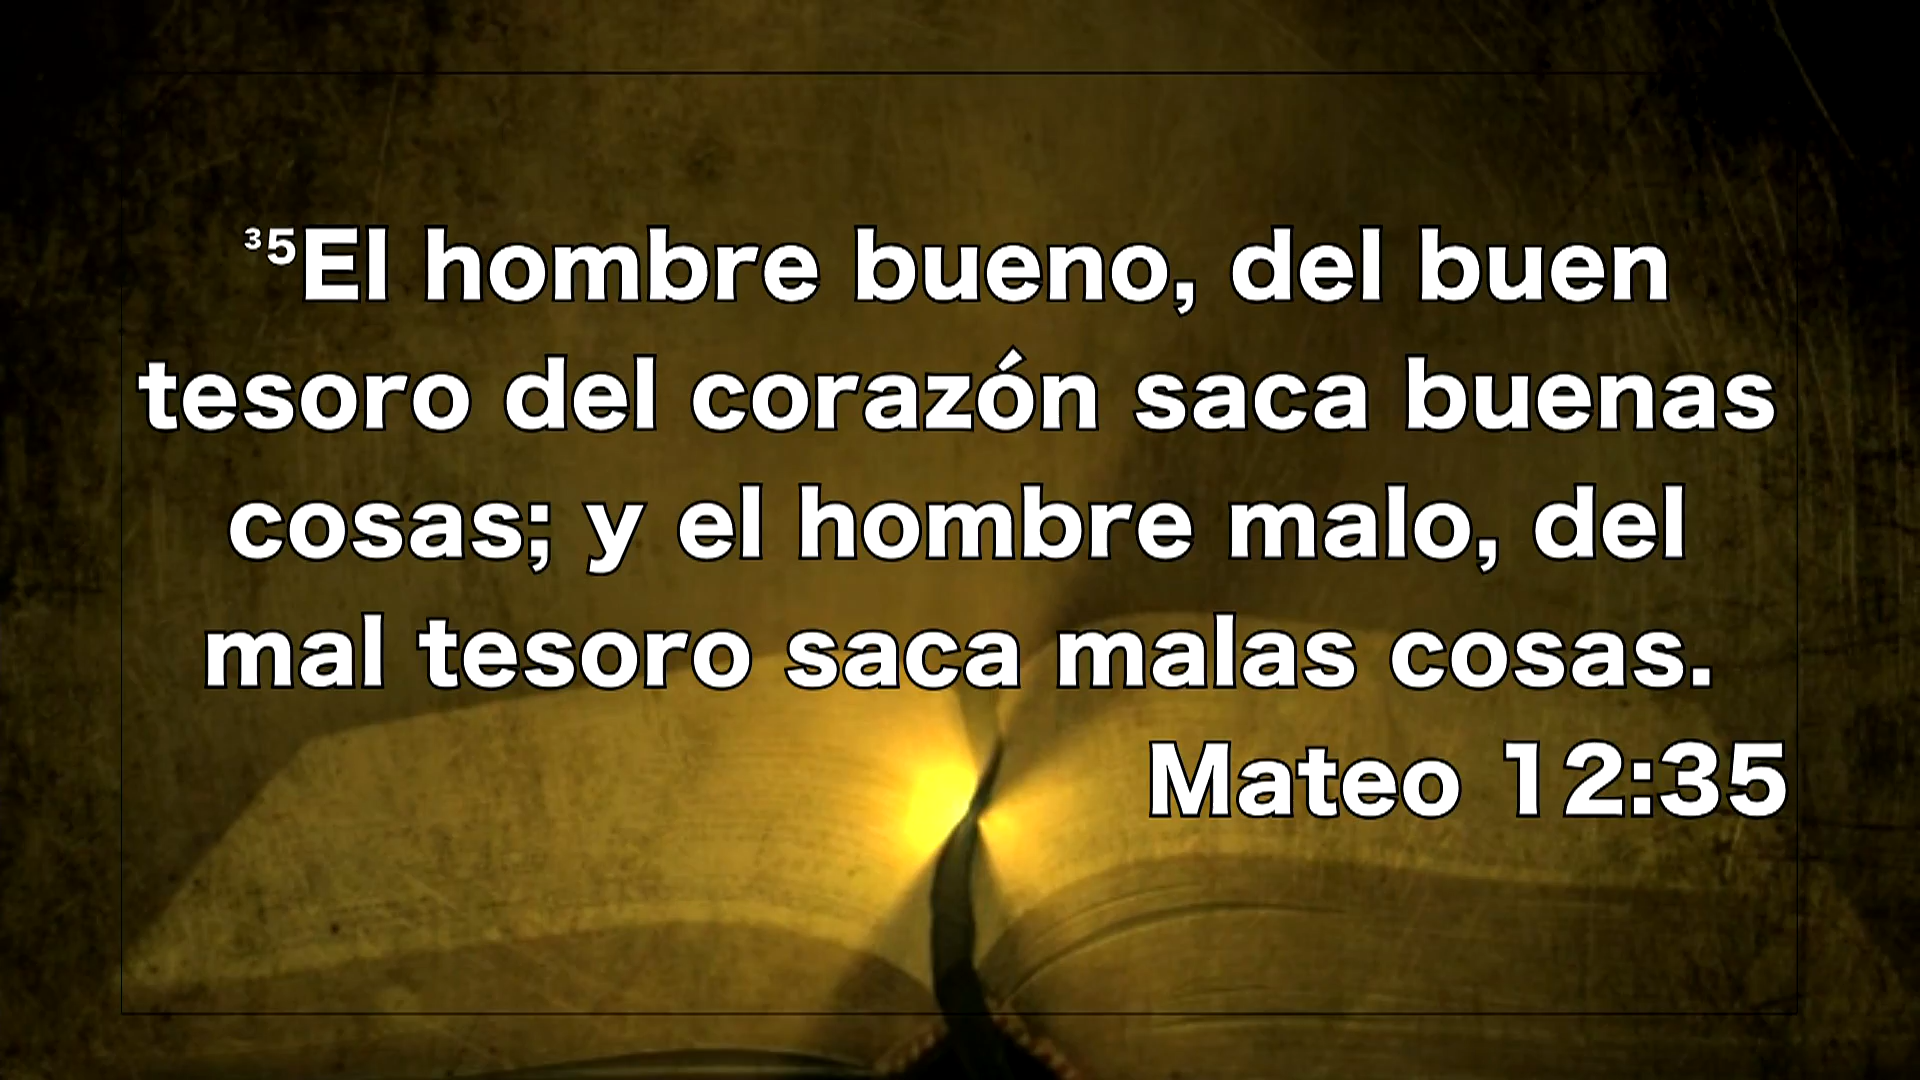 ³⁵El hombre bueno, del buen
tesoro del corazón saca buenas
cosas; y el hombre malo, del
mal tesoro saca malas cosas.
Mateo 12:35